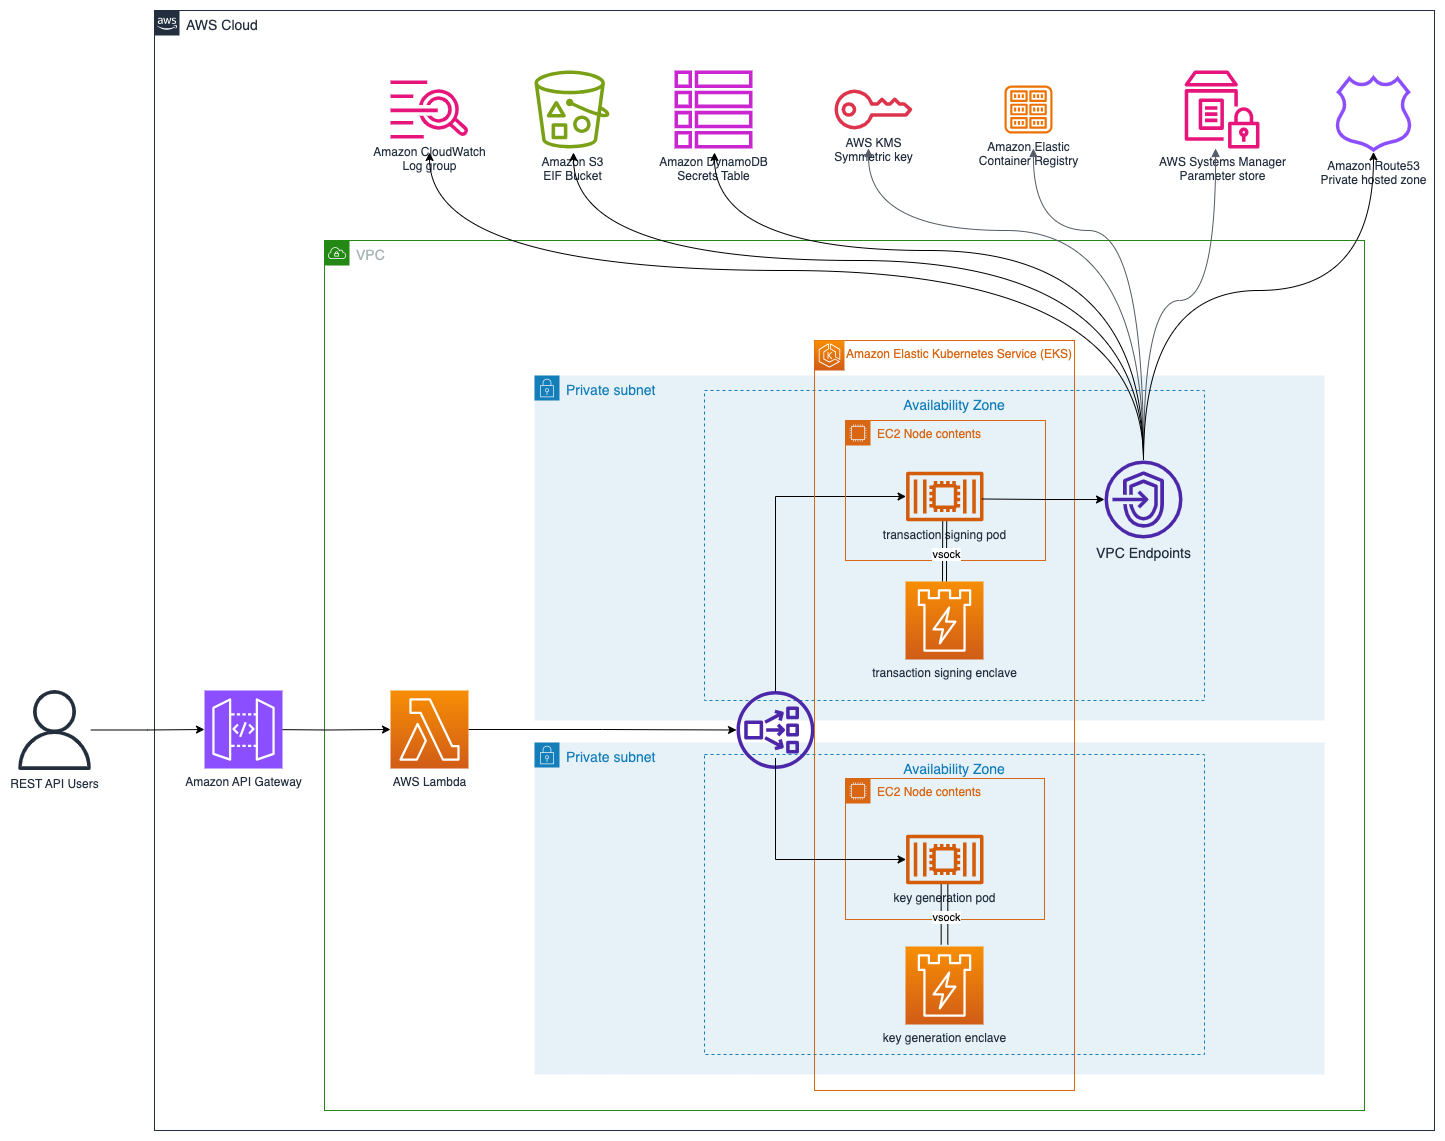 aws
AWS Cloud
Amazon CloudWatch
Log group
Amazon S3
EIF Bucket
Amazon DynamoDB
Secrets Table
AWS KMS
Symmetric key
Amazon Elastic
Container Registry
AWS Systems Manager
Parameter store
Amazon Route53
Private hosted zone
VPC
Amazon Elastic Kubernetes Service (EKS)
Private subnet
Availability Zone
EC2 Node contents
transaction signing pod
vsock
VPC Endpoints
transaction signing enclave
REST API Users
Amazon API Gateway
AWS Lambda
Private subnet
Availability Zone
EC2 Node contents
key generation pod
vsock
key generation enclave